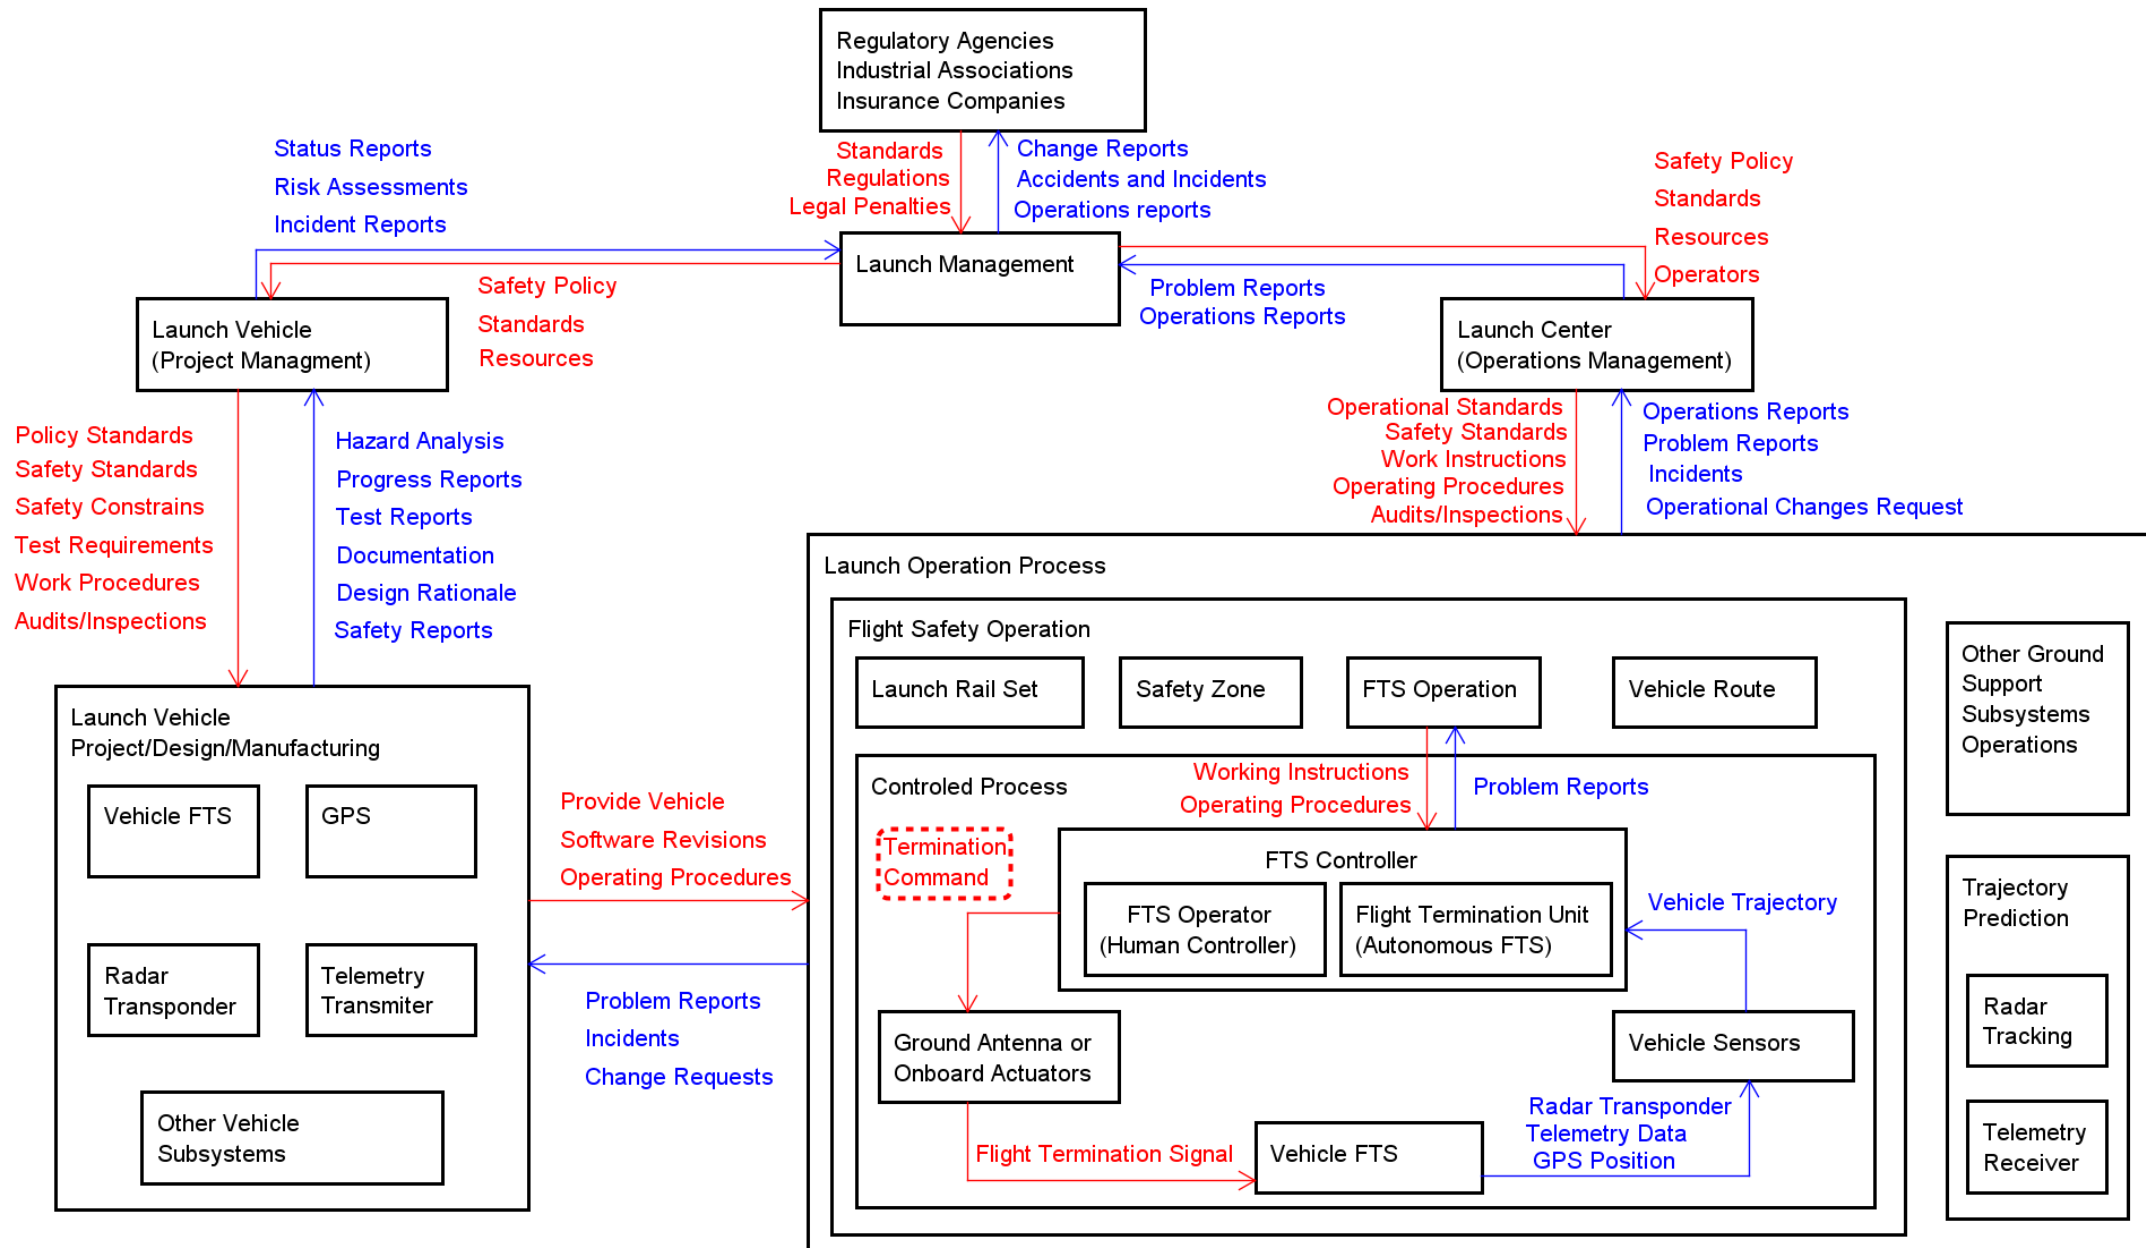 Regulatory Agencies
Industrial Associations
Insurance Companies
Status Reports
Risk Assessments
Incident Reports
Standards
Regulations
Legal Penalties
Change Reports
Accidents and Incidents
Operations reports
Safety Policy
Standards
Resources
Operators
Launch Management
Safety Policy
Standards
Resources
Problem Reports
Operations Reports
Launch Vehicle
(Project Managment)
Launch Center
(Operations Management)
Policy Standards
Safety Standards
Safety Constrains
Test Requirements
Work Procedures
Audits/Inspections
Hazard Analysis
Progress Reports
Test Reports
Documentation
Design Rationale
Safety Reports
Operational Standards
Safety Standards
Work Instructions
Operating Procedures
Audits/Inspections
Operations Reports
Problem Reports
Incidents
Operational Changes Request
Launch Vehicle
Project/Design/Manufacturing
Vehicle FTS
GPS
Radar
Transponder
Telemetry
Transmiter
Other Vehicle
Subsystems
Provide Vehicle
Software Revisions
Operating Procedures
Problem Reports
Incidents
Change Requests
Launch Operation Process
Flight Safety Operation
Launch Rail Set
Safety Zone
FTS Operation
Vehicle Route
Controled Process
Working Instructions
Operating Procedures
Problem Reports
Termination
Command
FTS Controller
FTS Operator
(Human Controller)
Flight Termination Unit
(Autonomous FTS)
Vehicle Trajectory
Ground Antenna or
Onboard Actuators
Vehicle Sensors
Flight Termination Signal
Vehicle FTS
Radar Transponder
Telemetry Data
GPS Position
Other Ground
Support
Subsystems
Operations
Trajectory
Prediction
Radar
Tracking
Telemetry
Receiver